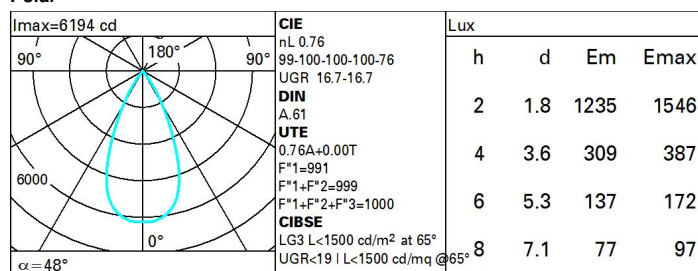 Imax=6194 cd
90° 180° 90°
6000
0°
α=48°
CIE
nL 0.76
99-100-100-100-76
UGR 16.7-16.7
DIN
A.61
UTE
0.76A+0.00T
F"1=991
F"1+F"2=999
F"1+F"2+F"3=1000
CIBSE
LG3 L<1500 cd/m² at 65°
UGR<19 | L<1500 cd/mq @65°
Lux
h d Em Emax
2 1.8 1235 1546
4 3.6 309 387
6 5.3 137 172
8 7.1 77 97